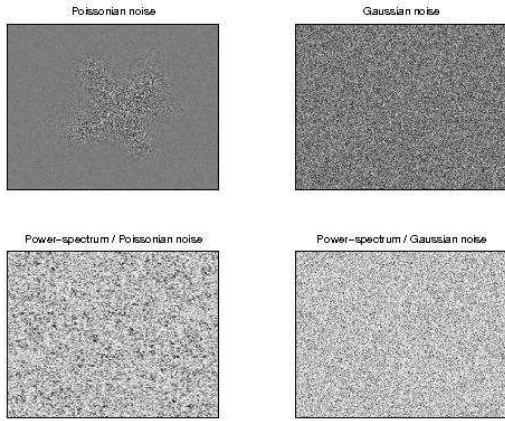 Poissonian noise
Gaussian noise
Power-spectrum / Poissonian noise
Power-spectrum / Gaussian noise